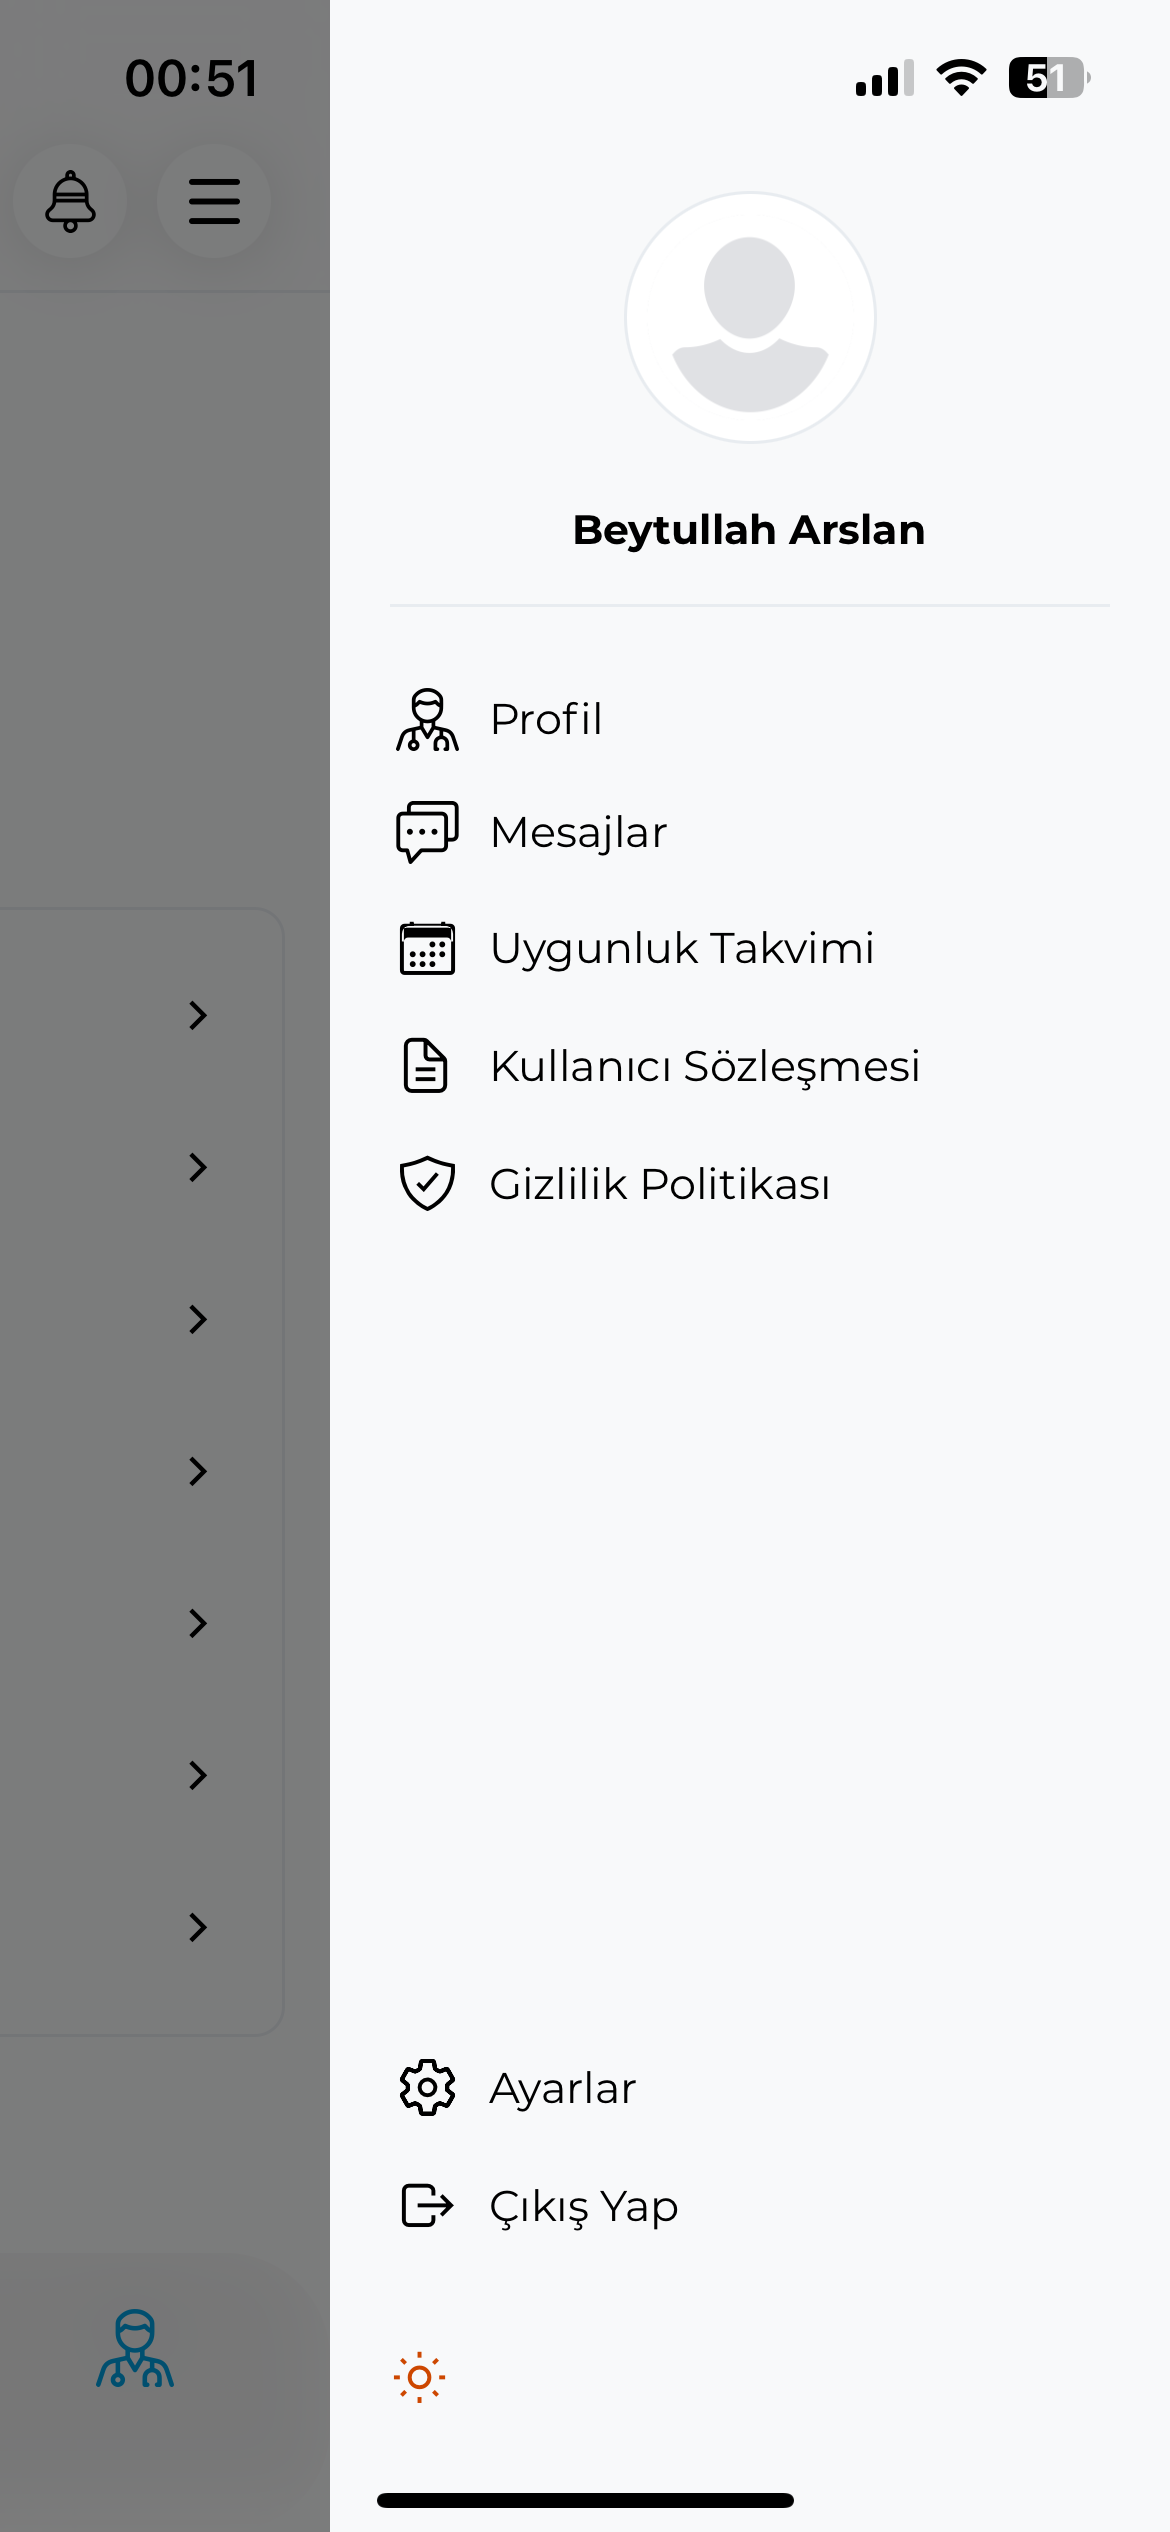 00:51
51
Beytullah Arslan
Profil
Mesajlar
Uygunluk Takvimi
Kullanıcı Sözleşmesi
Gizlilik Politikası
Ayarlar
Çıkış Yap